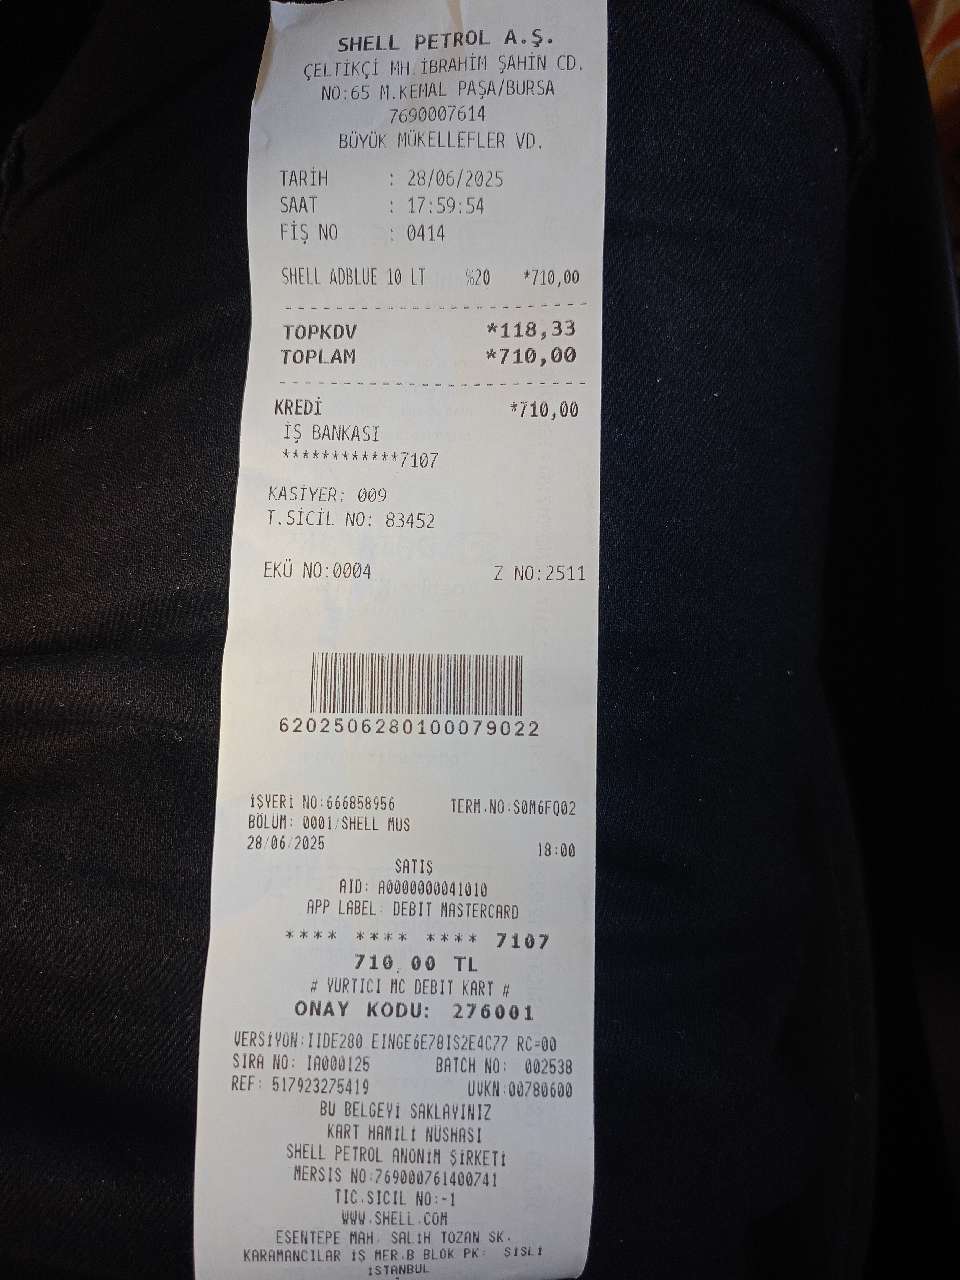 SHELL PETROL A.Ş.
ÇELTİKÇİ MH.İBRAHİM ŞAHİN CD.
NO:65 M.KEMAL PAŞA/BURSA
7690007614
BÜYÜK MÜKELLEFLER VD.
TARİH : 28/06/2025
SAAT : 17:59:54
FİŞ NO : 0414
SHELL ADBLUE 10 LT %20 *710,00
TOPKDV *118,33
TOPLAM *710,00
KREDİ *710,00
İŞ BANKASI
************7107
KASİYER: 009
T.SİCİL NO: 83452
EKÜ NO:0004 Z NO:2511
6202506280100079022
İŞYERİ NO:666858956 TERM.NO:S0M6FQ02
BÖLÜM: 0001/SHELL MUS
28/06/2025 18:00
SATIŞ
AID: A0000000041010
APP LABEL: DEBIT MASTERCARD
**** **** **** 7107
710,00 TL
# YURTICI MC DEBIT KART #
ONAY KODU: 276001
VERSİYON:IIDE280 EINGE6E78IS2E4C77 RC=00
SIRA NO: IA000125 BATCH NO: 002538
REF: 517923275419 UVKN:00780600
BU BELGEYİ SAKLAYINIZ
KART HAMİLİ NÜSHASI
SHELL PETROL ANONİM ŞİRKETİ
MERSIS NO:769000761400741
TIC.SICIL NO:-1
WWW.SHELL.COM
ESENTEPE MAH. SALİH TOZAN SK.
KARAMANCILAR İŞ MER.B BLOK PK: ŞİŞLİ
İSTANBUL